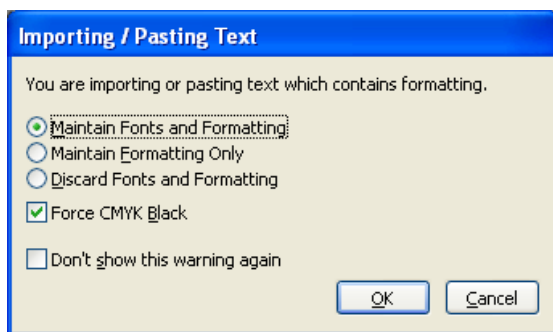 Importing / Pasting Text
You are importing or pasting text which contains formatting.
Maintain Fonts and Formatting
Maintain Formatting Only
Discard Fonts and Formatting
Force CMYK Black
Don't show this warning again
OK Cancel